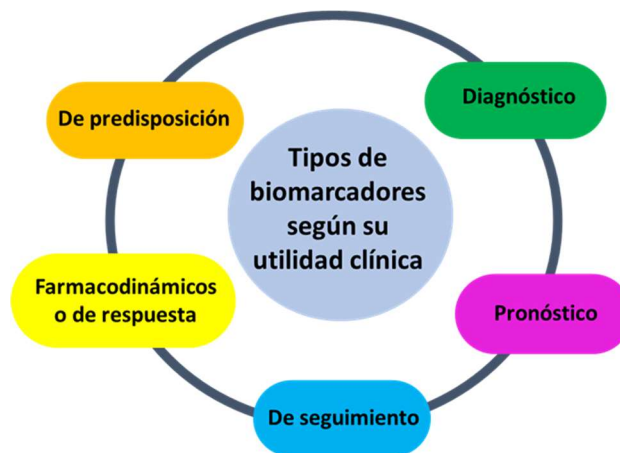 Tipos de
biomarcadores
según su
utilidad clínica
Diagnóstico
Pronóstico
De seguimiento
Farmacodinámicos
o de respuesta
De predisposición